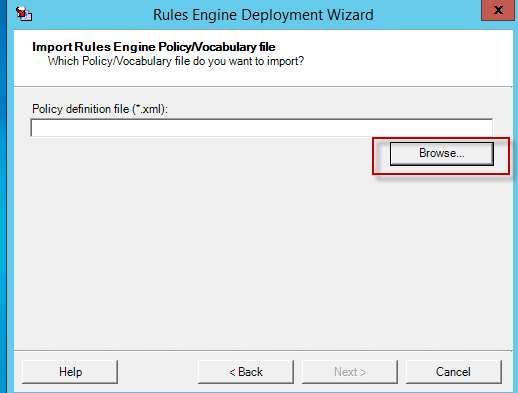 Rules Engine Deployment Wizard
x
Import Rules Engine Policy/Vocabulary file
Which Policy/Vocabulary file do you want to import?
Policy definition file (*.xml):
Browse...
Help
< Back
Next >
Cancel